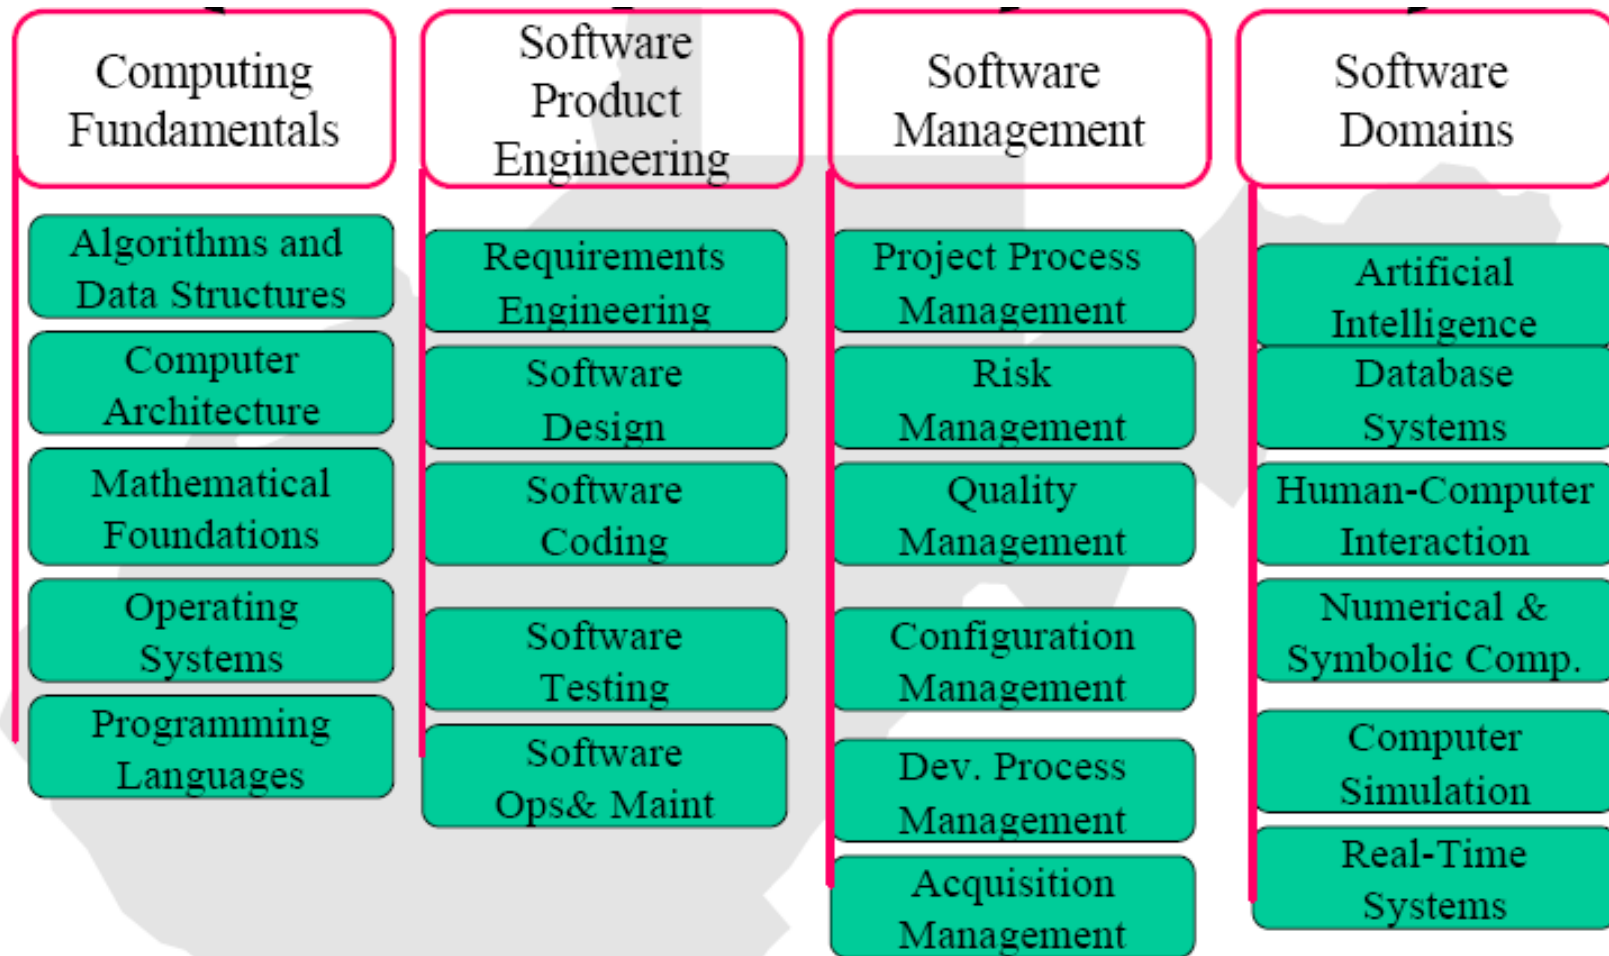 Computing
Fundamentals
Algorithms and
Data Structures
Computer
Architecture
Mathematical
Foundations
Operating
Systems
Programming
Languages
Software
Product
Engineering
Requirements
Engineering
Software
Design
Software
Coding
Software
Testing
Software
Ops& Maint
Software
Management
Project Process
Management
Risk
Management
Quality
Management
Configuration
Management
Dev. Process
Management
Acquisition
Management
Software
Domains
Artificial
Intelligence
Database
Systems
Human-Computer
Interaction
Numerical &
Symbolic Comp.
Computer
Simulation
Real-Time
Systems